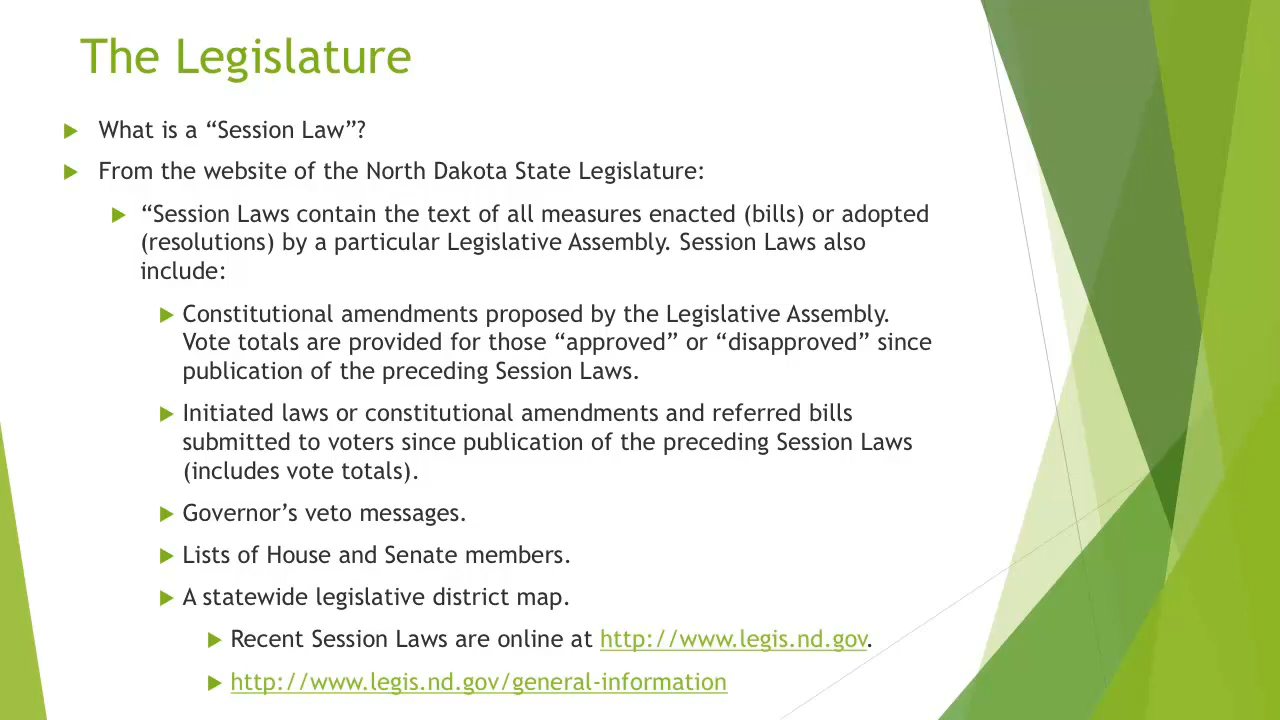 The Legislature
What is a “Session Law”?
From the website of the North Dakota State Legislature:
“Session Laws contain the text of all measures enacted (bills) or adopted
(resolutions) by a particular Legislative Assembly. Session Laws also
include:
Constitutional amendments proposed by the Legislative Assembly.
Vote totals are provided for those “approved” or “disapproved” since
publication of the preceding Session Laws.
Initiated laws or constitutional amendments and referred bills
submitted to voters since publication of the preceding Session Laws
(includes vote totals).
Governor’s veto messages.
Lists of House and Senate members.
A statewide legislative district map.
Recent Session Laws are online at http://www.legis.nd.gov.
http://www.legis.nd.gov/general-information